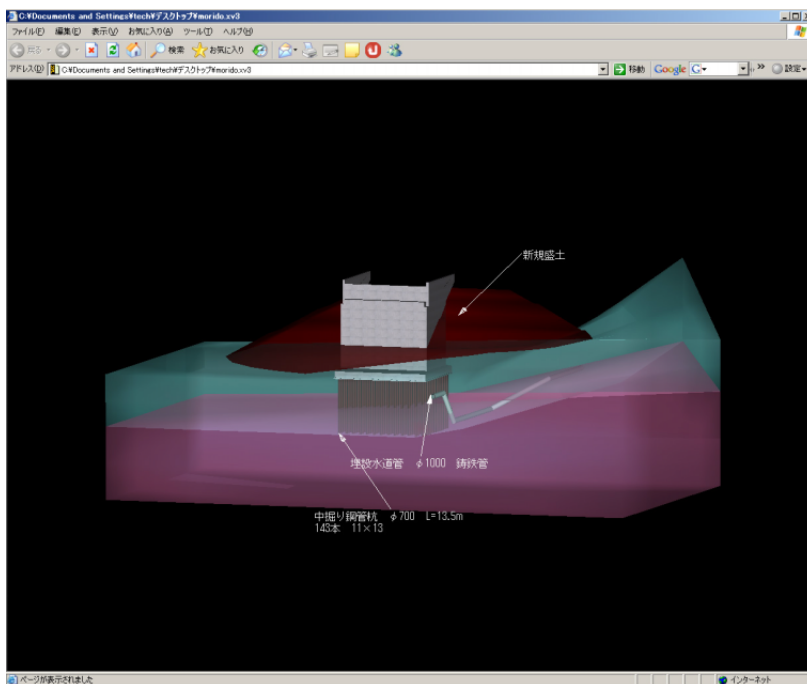 C:¥Documents and Settings¥tech¥デスクトップ¥morido.xv3
ファイル(F) 編集(E) 表示(V) お気に入り(A) ツール(T) ヘルプ(H)
戻る 検索 お気に入り
アドレス(D) C:¥Documents and Settings¥tech¥デスクトップ¥morido.xv3 移動 Google G 設定
新規盛土
埋設水道管 φ1000 鋳鉄管
中掘り鋼管杭 φ700 L=13.5m
143本 11×13
ページが表示されました インターネット